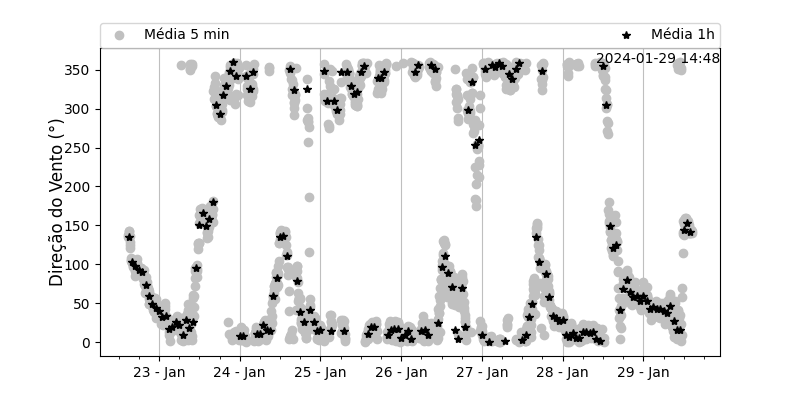 Média 5 min
Média 1h
2024-01-29 14:48
Direção do Vento (°)
350
300
250
200
150
100
50
0
23 - Jan
24 - Jan
25 - Jan
26 - Jan
27 - Jan
28 - Jan
29 - Jan